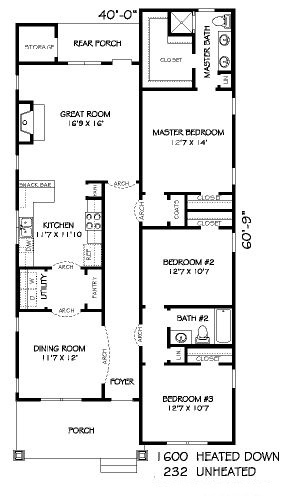 40'-0"
STORAGE
REAR PORCH
CLOSET
MASTER BATH
LIN
GREAT ROOM
16'9 X 16'
MASTER BEDROOM
12'7 X 14'
SNACK BAR
PAN
ARCH
COATS
CLOSET
CLOSET
60'-9"
KITCHEN
11'7 X 11'10
DW
REF
ARCH
BEDROOM #2
12'7 X 10'7
W D
UTILITY
PANTRY
ARCH
BATH #2
ARCH
DINING ROOM
11'7 X 12'
ARCH
LIN
CLOSET
FOYER
BEDROOM #3
12'7 X 10'7
PORCH
1600 HEATED DOWN
232 UNHEATED